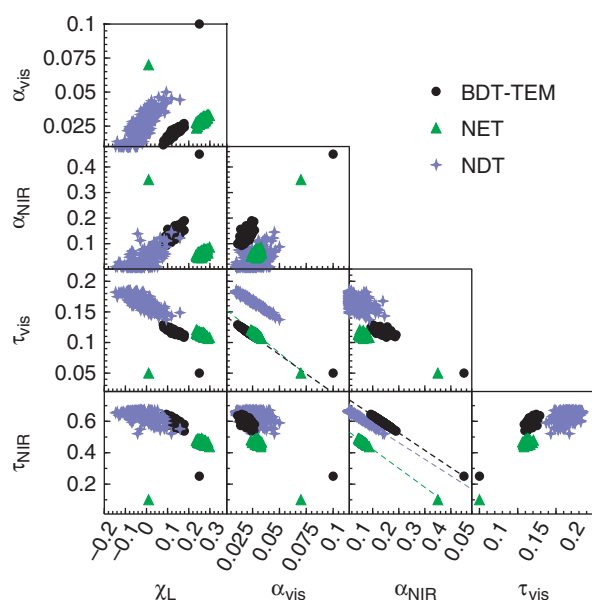 0.1
0.075
0.05
0.025
α_vis
BDT-TEM
NET
NDT
0.4
0.3
0.2
0.1
α_NIR
0.2
0.15
0.1
0.05
τ_vis
0.6
0.4
0.2
τ_NIR
−0.2 −0.1 0 0.1 0.2 0.3 0.025 0.05 0.075 0.1 0.1 0.2 0.3 0.4 0.05 0.1 0.15 0.2
χ_L α_vis α_NIR τ_vis